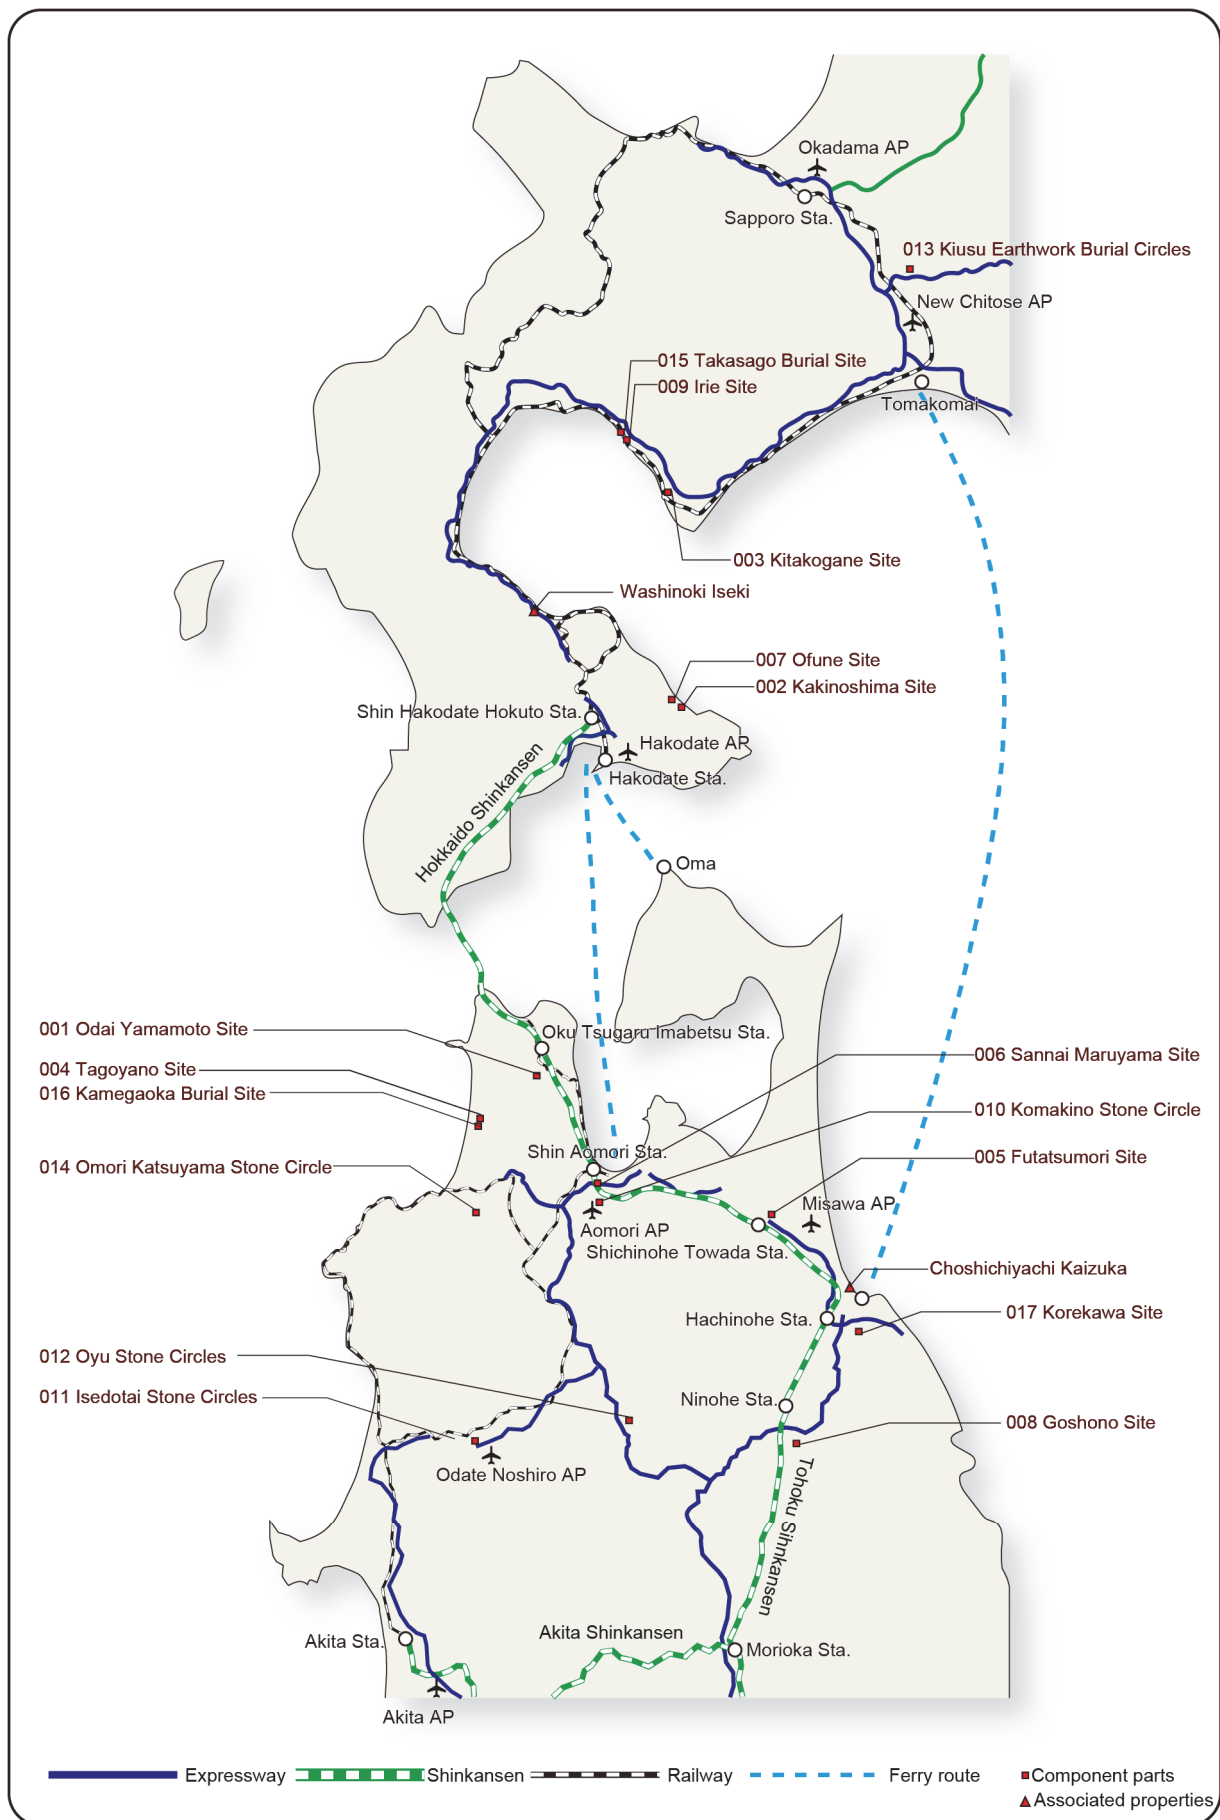 Okadama AP
Sapporo Sta.
013 Kiusu Earthwork Burial Circles
New Chitose AP
015 Takasago Burial Site
009 Irie Site
Tomakomai
003 Kitakogane Site
Washinoki Iseki
007 Ofune Site
002 Kakinoshima Site
Shin Hakodate Hokuto Sta.
Hakodate AP
Hakodate Sta.
Hokkaido Shinkansen
Oma
001 Odai Yamamoto Site
Oku Tsugaru Imabetsu Sta.
006 Sannai Maruyama Site
004 Tagoyano Site
016 Kamegaoka Burial Site
010 Komakino Stone Circle
Shin Aomori Sta.
005 Futatsumori Site
014 Omori Katsuyama Stone Circle
Misawa AP
Aomori AP
Shichinohe Towada Sta.
Choshichiyachi Kaizuka
017 Korekawa Site
Hachinohe Sta.
012 Oyu Stone Circles
011 Isedotai Stone Circles
Ninohe Sta.
008 Goshono Site
Odate Noshiro AP
Tohoku Sihnkansen
Akita Shinkansen
Akita Sta.
Morioka Sta.
Akita AP
Expressway
Shinkansen
Railway
Ferry route
Component parts
Associated properties